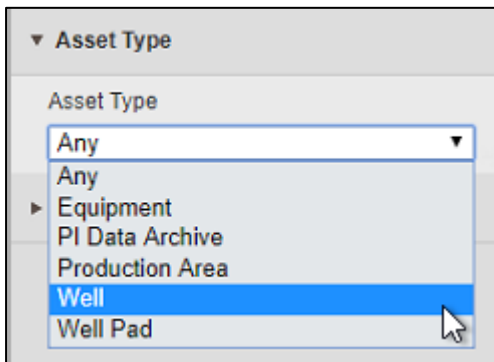 Asset Type
Asset Type
Any
Any
Equipment
PI Data Archive
Production Area
Well
Well Pad